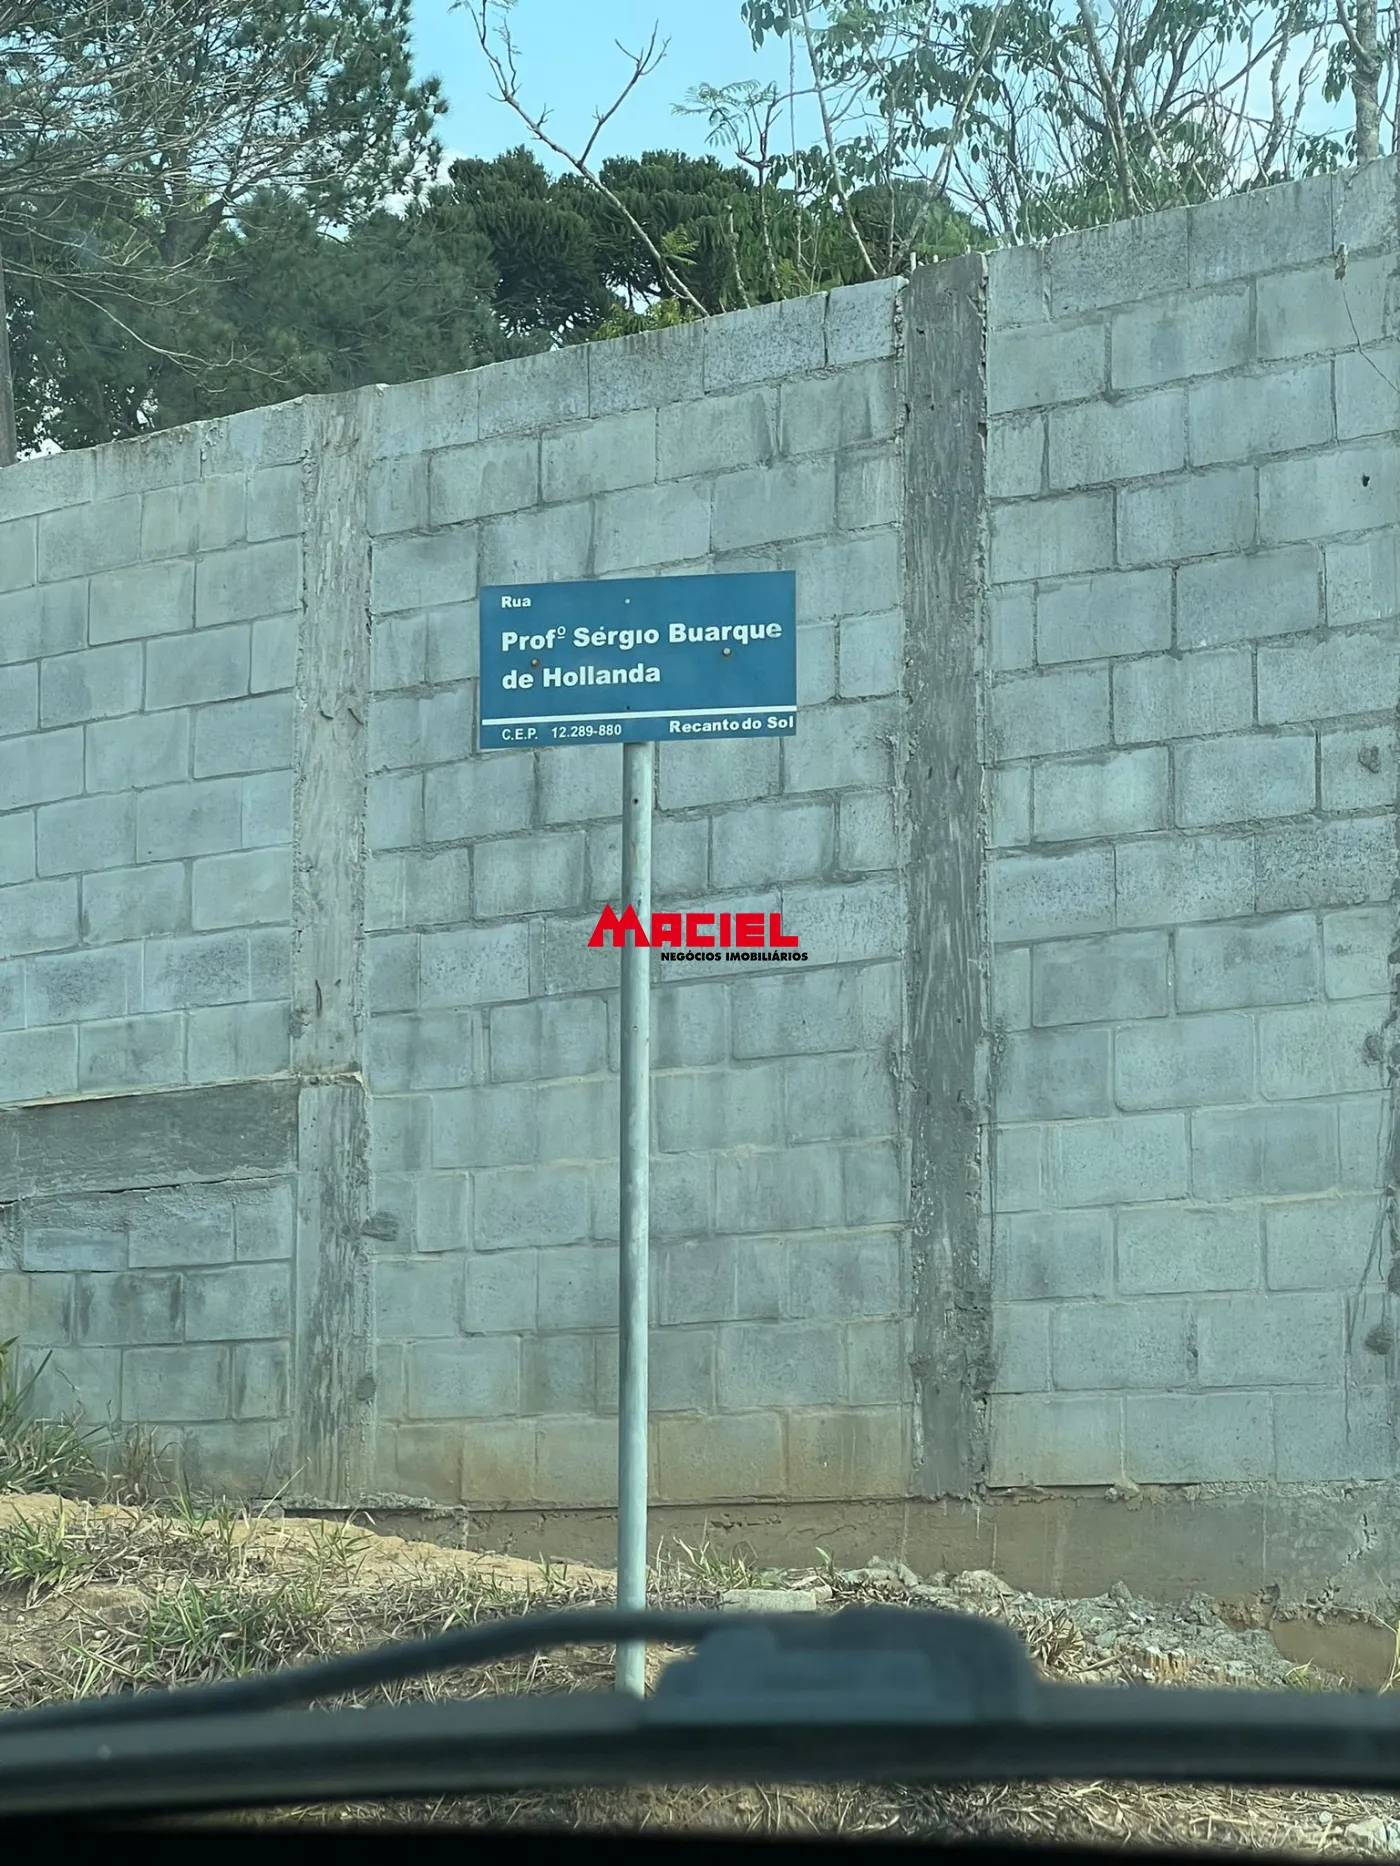 Rua
Profº Sérgio Buarque
de Hollanda
C.E.P. 12.289-880 Recanto do Sol
MACIEL
NEGÓCIOS IMOBILIÁRIOS